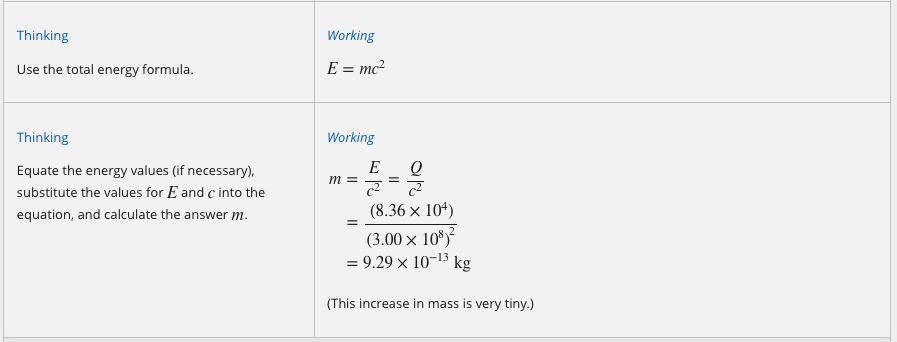 Thinking
Working
Use the total energy formula.
E = mc²
Thinking
Working
Equate the energy values (if necessary),
substitute the values for E and c into the
equation, and calculate the answer m.
m = E/c² = Q/c²
= (8.36 × 10⁴)/(3.00 × 10⁸)²
= 9.29 × 10⁻¹³ kg
(This increase in mass is very tiny.)